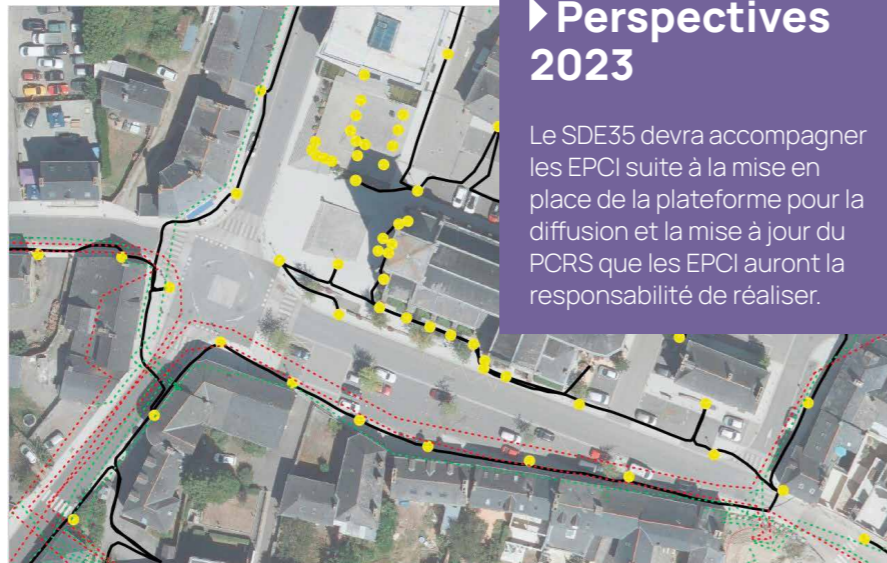 Perspectives
2023
Le SDE35 devra accompagner
les EPCI suite à la mise en
place de la plateforme pour la
diffusion et la mise à jour du
PCRS que les EPCI auront la
responsabilité de réaliser.